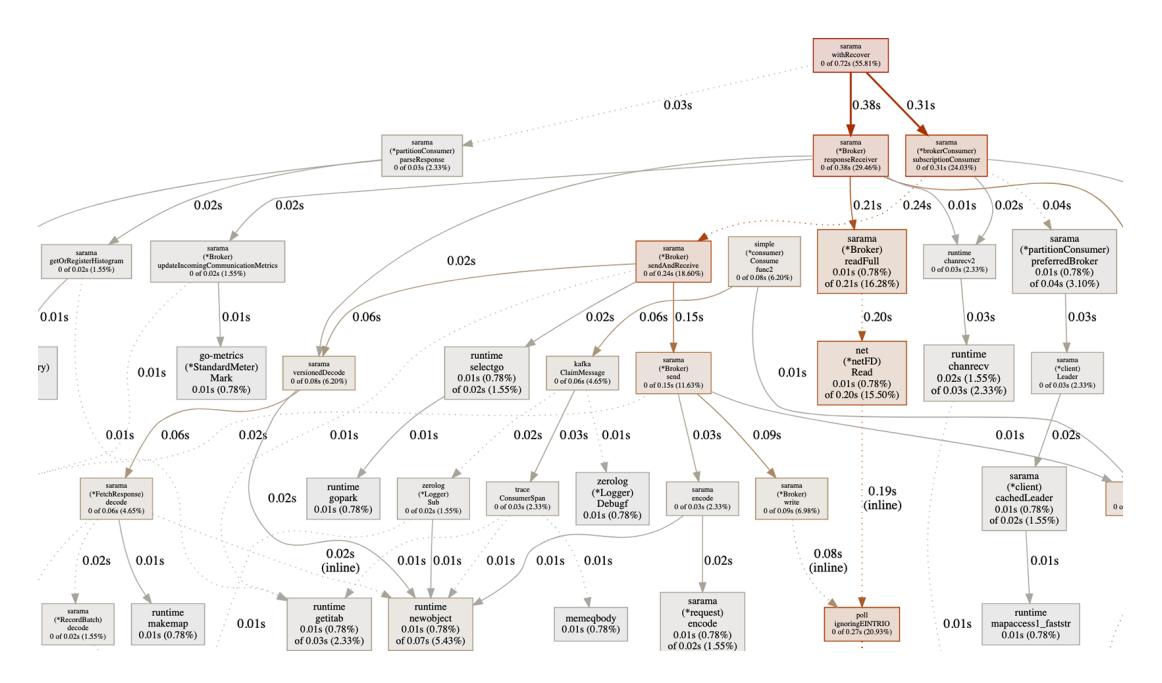 sarama
withRecover
0 of 0.72s (55.81%)
0.03s
0.38s
0.31s
sarama
(*partitionConsumer)
parseResponse
0 of 0.03s (2.33%)
sarama
(*Broker)
responseReceiver
0 of 0.38s (29.46%)
sarama
(*brokerConsumer)
subscriptionConsumer
0 of 0.31s (24.03%)
0.02s
0.02s
0.21s
0.24s
0.01s
0.02s
0.04s
sarama
getOrRegisterHistogram
0 of 0.02s (1.55%)
sarama
(*Broker)
updateIncomingCommunicationMetrics
0 of 0.02s (1.55%)
0.02s
sarama
(*Broker)
sendAndReceive
0 of 0.24s (18.60%)
simple
(*consumer)
Consume
func2
0 of 0.08s (6.20%)
sarama
(*Broker)
readFull
0.01s (0.78%)
of 0.21s (16.28%)
runtime
chanrecv2
0 of 0.03s (2.33%)
sarama
(*partitionConsumer)
preferredBroker
0.01s (0.78%)
of 0.04s (3.10%)
0.01s
0.01s
0.06s
0.02s
0.06s
0.15s
0.20s
0.03s
0.03s
ry)
0.01s
go-metrics
(*StandardMeter)
Mark
0.01s (0.78%)
sarama
versionedDecode
0 of 0.08s (6.20%)
runtime
selectgo
0.01s (0.78%)
of 0.02s (1.55%)
kafka
ClaimMessage
0 of 0.06s (4.65%)
sarama
(*Broker)
send
0 of 0.15s (11.63%)
0.01s
net
(*netFD)
Read
0.01s (0.78%)
of 0.20s (15.50%)
runtime
chanrecv
0.02s (1.55%)
of 0.03s (2.33%)
sarama
(*client)
Leader
0 of 0.03s (2.33%)
0.01s
0.06s
0.02s
0.01s
0.01s
0.02s
0.03s
0.01s
0.03s
0.09s
0.01s
0.02s
sarama
(*FetchResponse)
decode
0 of 0.06s (4.65%)
0.02s
runtime
gopark
0.01s (0.78%)
zerolog
(*Logger)
Sub
0 of 0.02s (1.55%)
trace
ConsumerSpan
0 of 0.03s (2.33%)
zerolog
(*Logger)
Debugf
0.01s (0.78%)
sarama
encode
0 of 0.03s (2.33%)
sarama
(*Broker)
write
0 of 0.09s (6.98%)
0.19s
(inline)
sarama
(*client)
cachedLeader
0.01s (0.78%)
of 0.02s (1.55%)
0.02s
0.01s
0.02s
(inline)
0.01s
0.01s
0.01s
0.01s
0.01s
0.02s
0.08s
(inline)
0.01s
sarama
(*RecordBatch)
decode
0 of 0.02s (1.55%)
runtime
makemap
0.01s (0.78%)
0.01s
runtime
getitab
0.01s (0.78%)
of 0.03s (2.33%)
runtime
newobject
0.01s (0.78%)
of 0.07s (5.43%)
memeqbody
0.01s (0.78%)
sarama
(*request)
encode
0.01s (0.78%)
of 0.02s (1.55%)
poll
ignoringEINTRIO
0 of 0.27s (20.93%)
0.01s
runtime
mapaccess1_faststr
0.01s (0.78%)